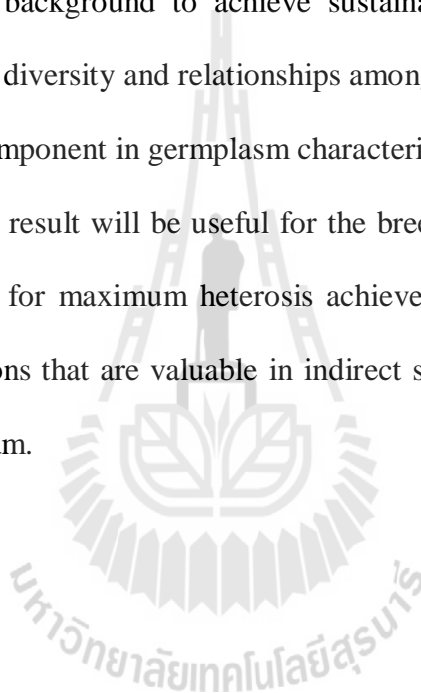 background to achieve sustaina
diversity and relationships among
mponent in germplasm characteri
result will be useful for the bree
for maximum heterosis achieve
ons that are valuable in indirect s
m.
มหาวิทยาลัยเทคโนโลยีสุรนารี